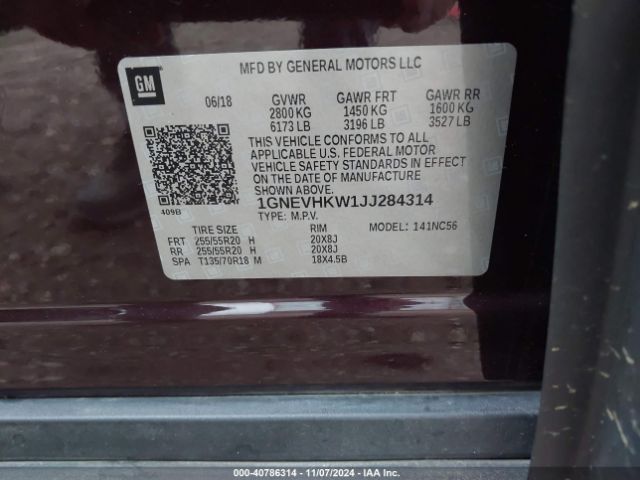 GM
MFD BY GENERAL MOTORS LLC
06/18 GVWR GAWR FRT GAWR RR
2800 KG 1450 KG 1600 KG
6173 LB 3196 LB 3527 LB
THIS VEHICLE CONFORMS TO ALL
APPLICABLE U.S. FEDERAL MOTOR
VEHICLE SAFETY STANDARDS IN EFFECT
ON THE DATE OF MANUFACTURE
SHOWN ABOVE.
1GNEVHKW1JJ284314
409B TYPE: M.P.V.
TIRE SIZE RIM MODEL: 141NC56
FRT 255/55R20 H 20X8J
RR 255/55R20 H 20X8J
SPA T135/70R18 M 18X4.5B
000-40786314 - 11/07/2024 - IAA Inc.